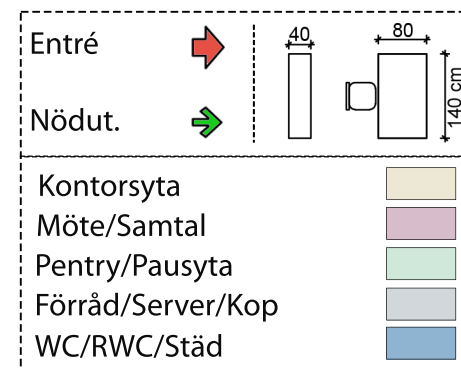 Entré
40
80
140 cm
Nödut.
Kontorsyta
Möte/Samtal
Pentry/Pausyta
Förråd/Server/Kop
WC/RWC/Städ